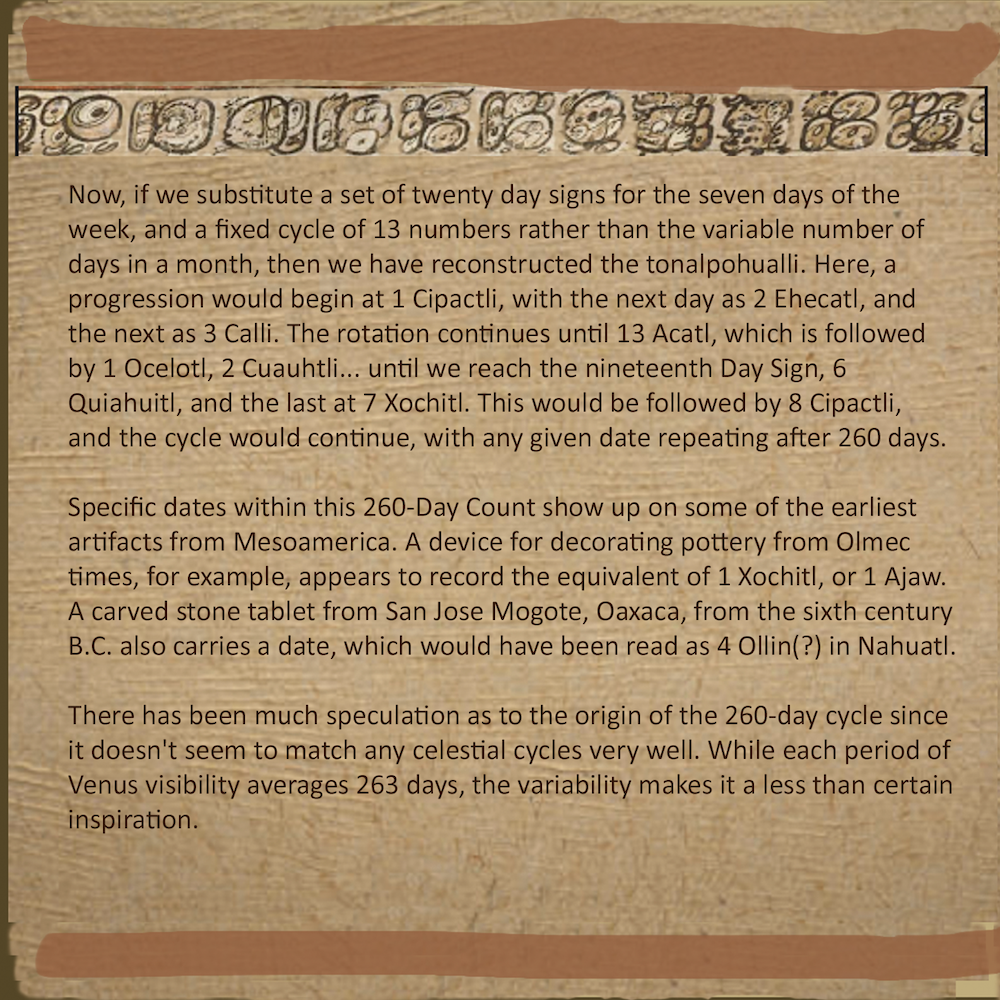 Now, if we substitute a set of twenty day signs for the seven days of the
week, and a fixed cycle of 13 numbers rather than the variable number of
days in a month, then we have reconstructed the tonalpohualli. Here, a
progression would begin at 1 Cipactli, with the next day as 2 Ehecatl, and
the next as 3 Calli. The rotation continues until 13 Acatl, which is followed
by 1 Ocelotl, 2 Cuauhtli... until we reach the nineteenth Day Sign, 6
Quiahuitl, and the last at 7 Xochitl. This would be followed by 8 Cipactli,
and the cycle would continue, with any given date repeating after 260 days.
Specific dates within this 260-Day Count show up on some of the earliest
artifacts from Mesoamerica. A device for decorating pottery from Olmec
times, for example, appears to record the equivalent of 1 Xochitl, or 1 Ajaw.
A carved stone tablet from San Jose Mogote, Oaxaca, from the sixth century
B.C. also carries a date, which would have been read as 4 Ollin(?) in Nahuatl.
There has been much speculation as to the origin of the 260-day cycle since
it doesn't seem to match any celestial cycles very well. While each period of
Venus visibility averages 263 days, the variability makes it a less than certain
inspiration.